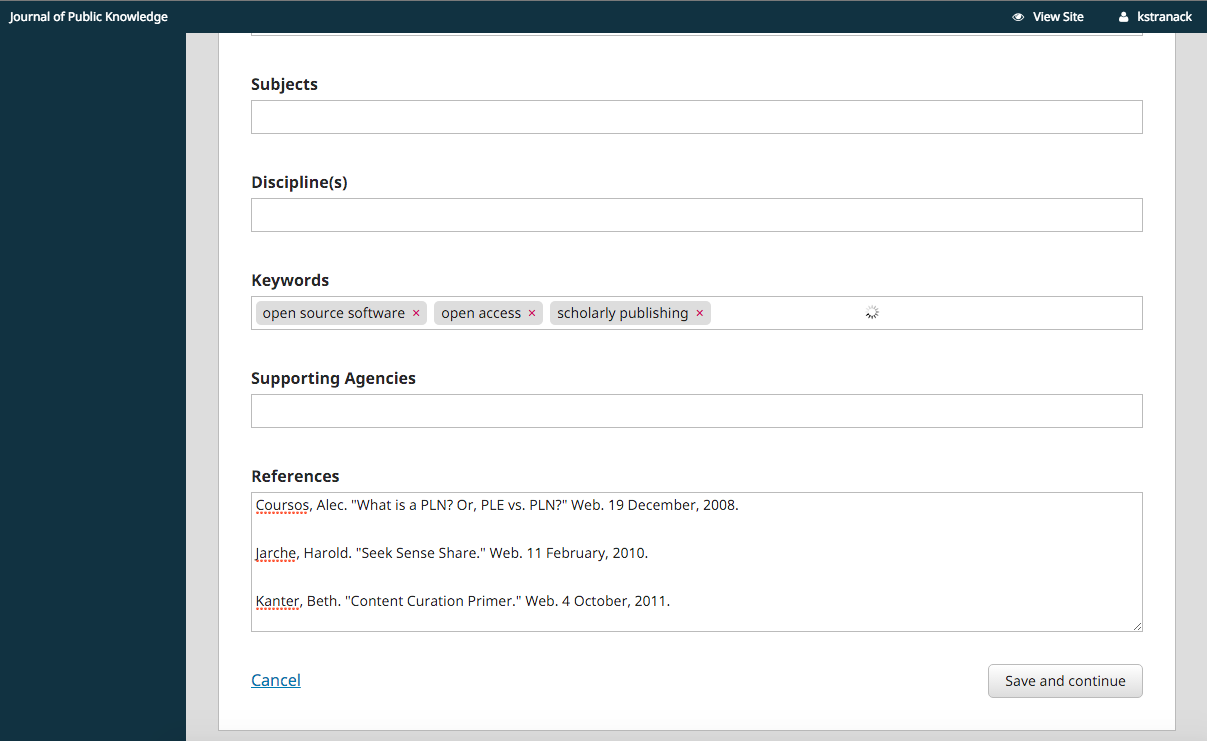 Journal of Public Knowledge
View Site
kstranack
Subjects
Discipline(s)
Keywords
open source software × open access × scholarly publishing ×
Supporting Agencies
References
Coursos, Alec. "What is a PLN? Or, PLE vs. PLN?" Web. 19 December, 2008.
Jarche, Harold. "Seek Sense Share." Web. 11 February, 2010.
Kanter, Beth. "Content Curation Primer." Web. 4 October, 2011.
Cancel
Save and continue